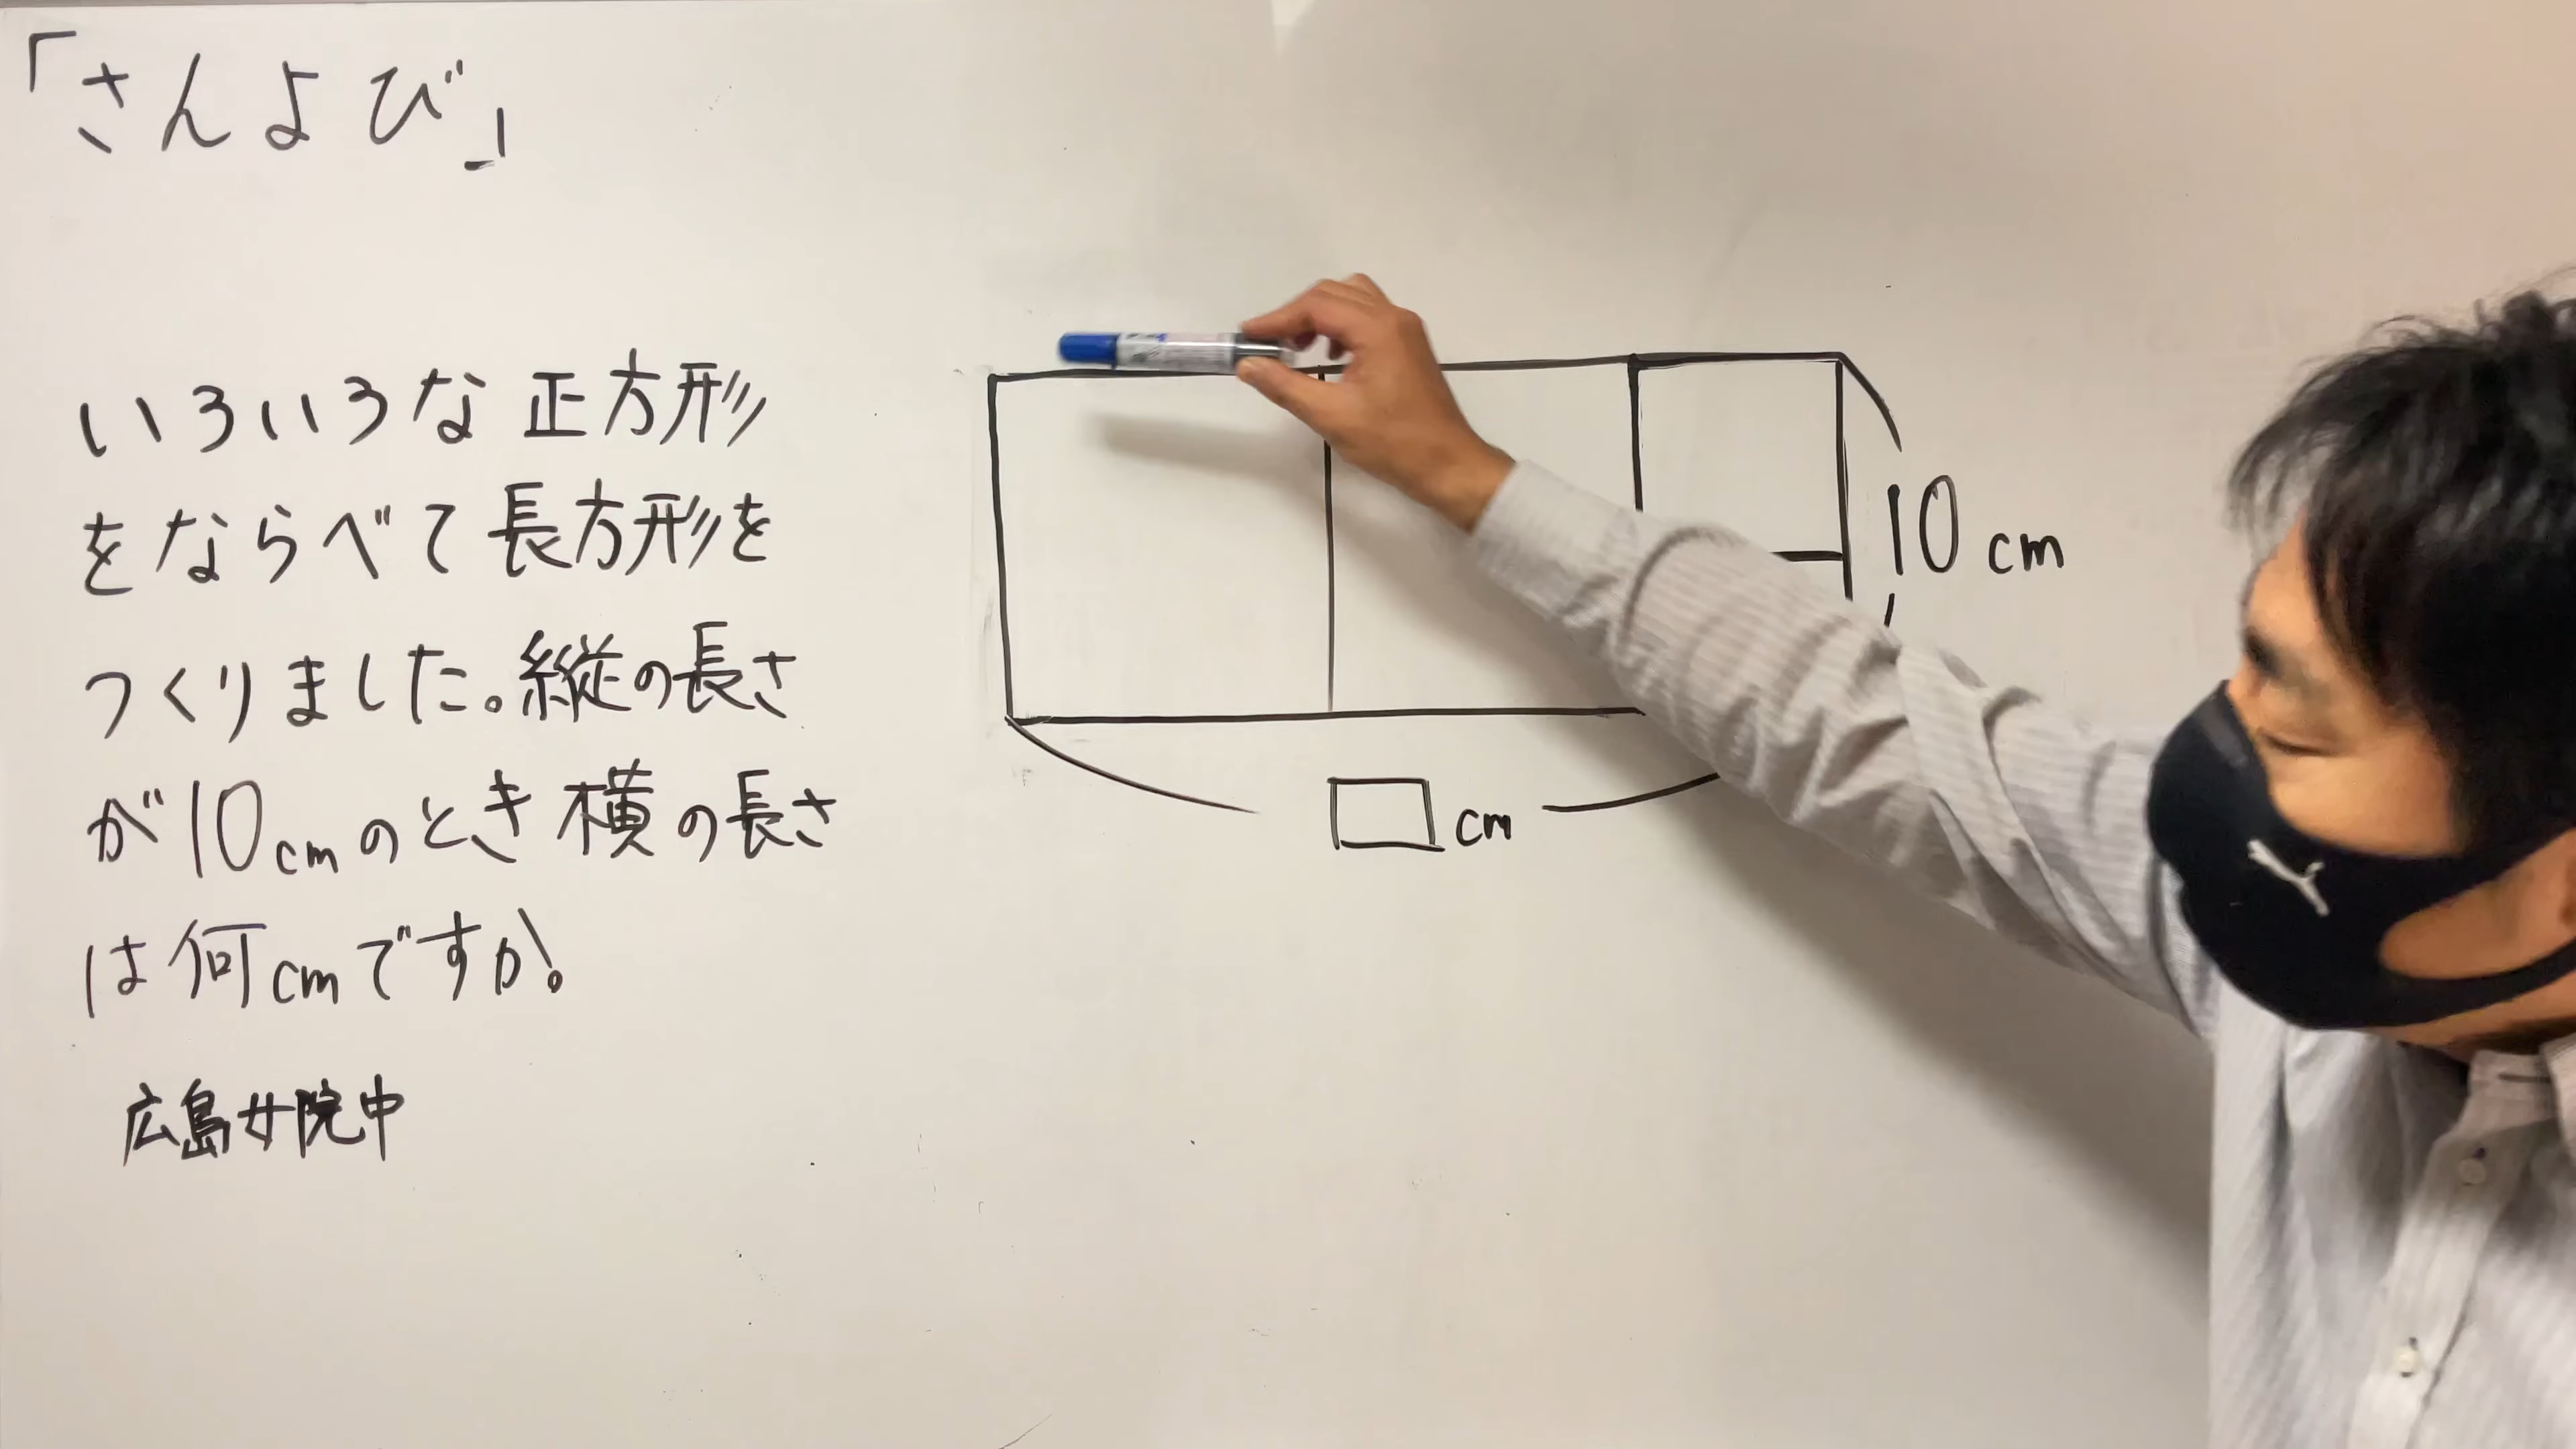 「さんよび」
いろいろな正方形
をならべて長方形を
つくりました。縦の長さ
が10cmのとき横の長さ
は何cmですか。
広島女院中
10cm
□cm